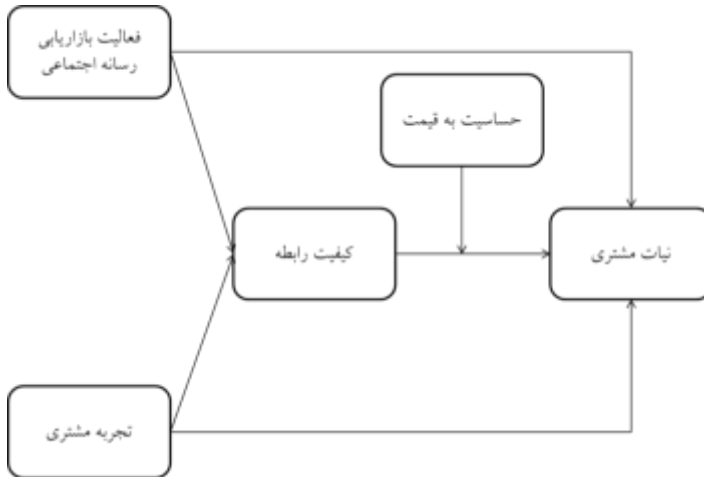 فعالیت بازاریابی
رسانه اجتماعی
حساسیت به قیمت
کیفیت رابطه
نیات مشتری
تجربه مشتری